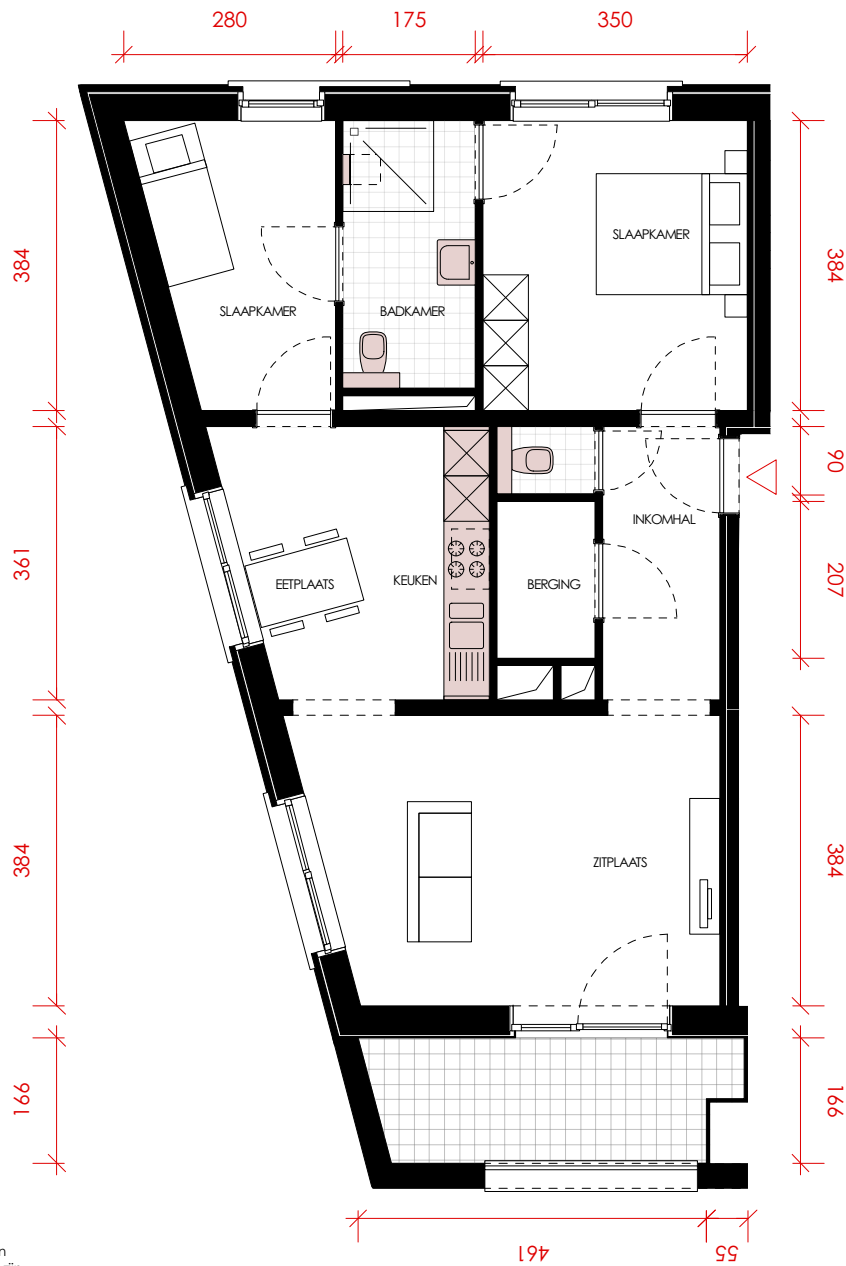 280 175 350
384 384
SLAAPKAMER
SLAAPKAMER BADKAMER
90
INKOMHAL
361 EETPLAATS KEUKEN BERGING 207
384 ZITPLAATS 384
166 166
461 55
n